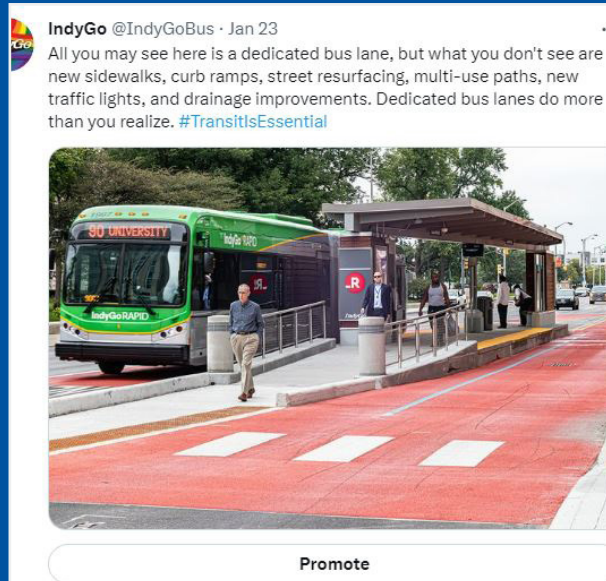 IndyGo @IndyGoBus · Jan 23
All you may see here is a dedicated bus lane, but what you don't see are
new sidewalks, curb ramps, street resurfacing, multi-use paths, new
traffic lights, and drainage improvements. Dedicated bus lanes do more
than you realize. #TransitIsEssential
90 UNIVERSITY
IndyGo RAPID
R
R
IndyGo RAPID
Promote